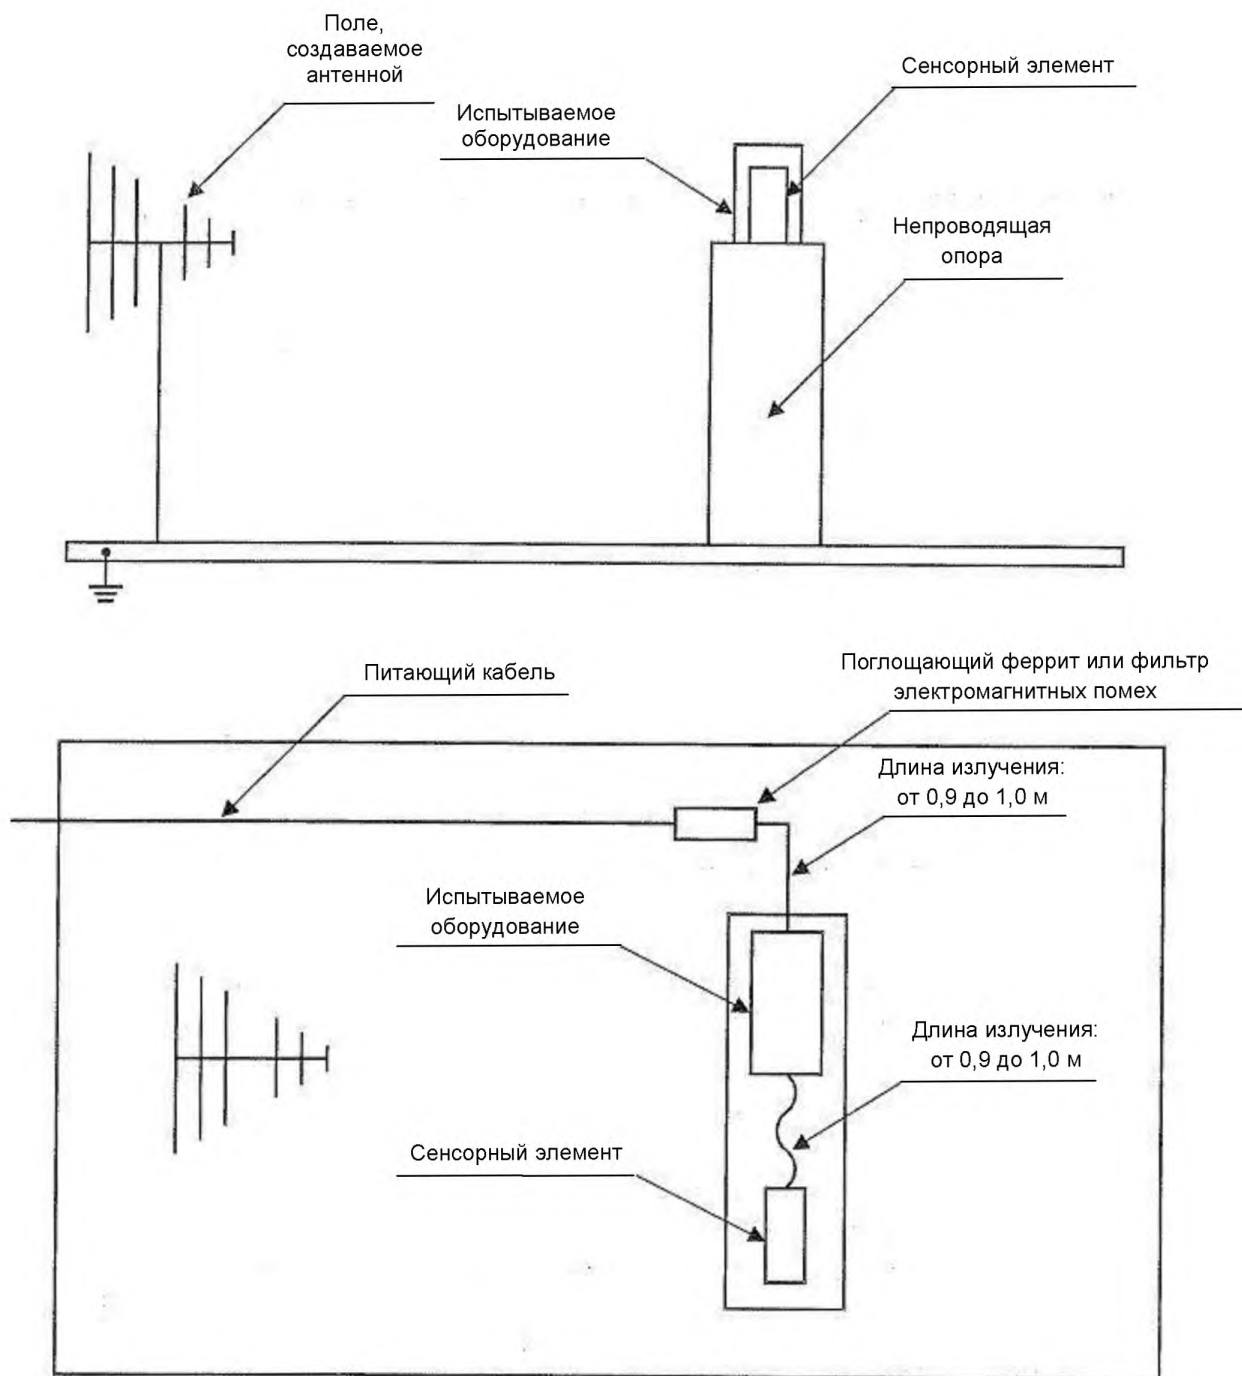 Поле,
создаваемое
антенной
Сенсорный элемент
Испытываемое
оборудование
Непроводящая
опора
Питающий кабель
Поглощающий феррит или фильтр
электромагнитных помех
Длина излучения:
от 0,9 до 1,0 м
Испытываемое
оборудование
Длина излучения:
от 0,9 до 1,0 м
Сенсорный элемент